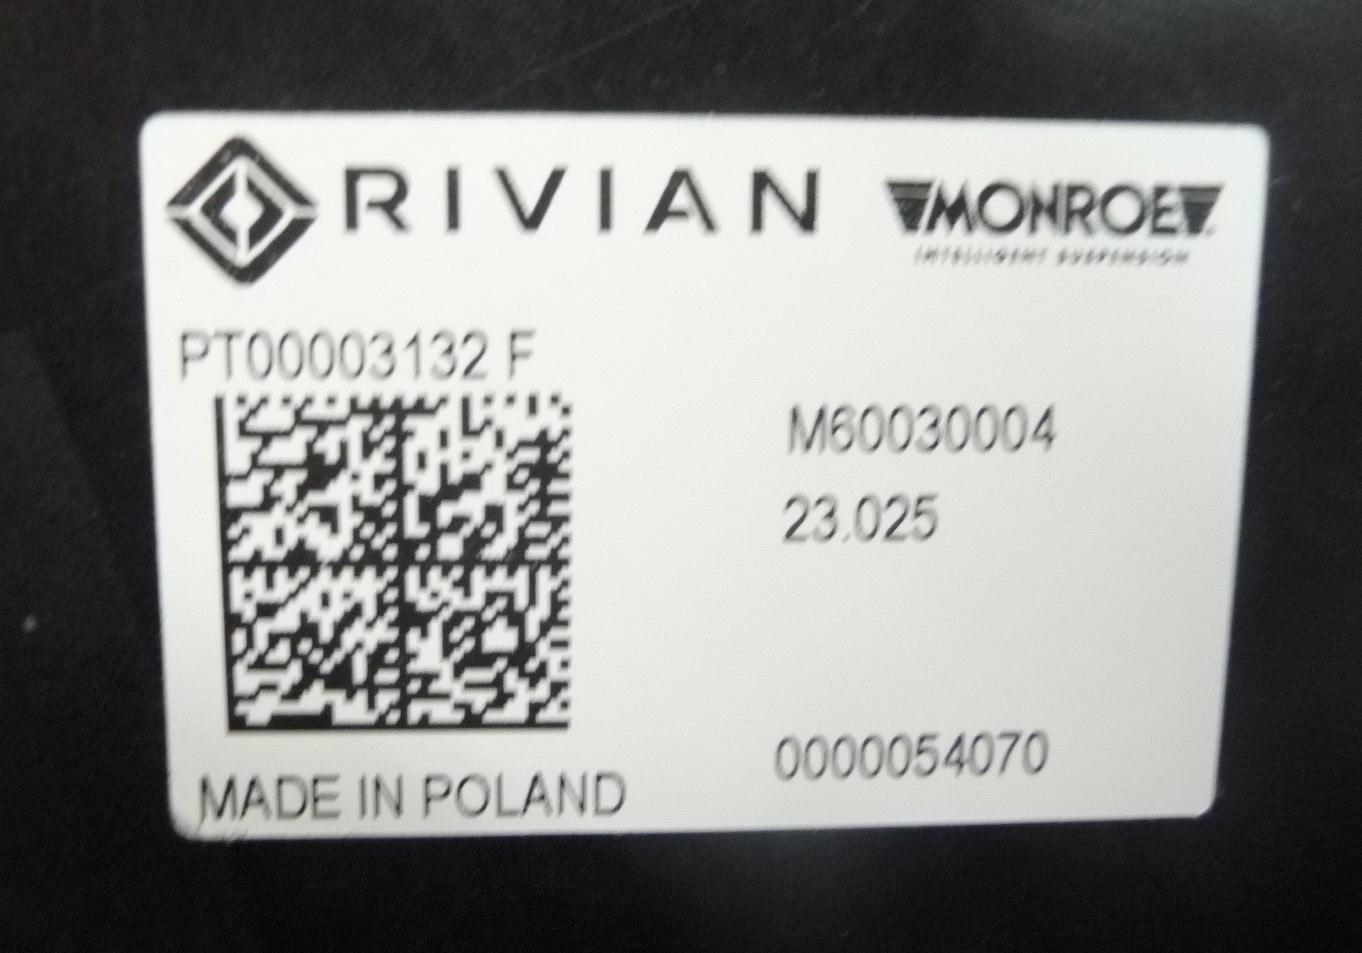 RIVIAN MONROE
INTELLIGENT SUSPENSION
PT00003132 F
M60030004
23.025
0000054070
MADE IN POLAND